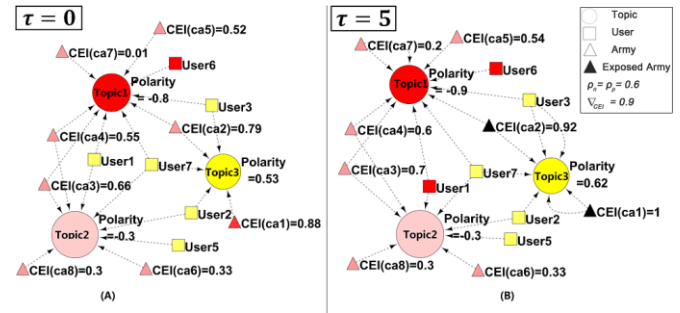 τ = 0
CEI(ca5)=0.52
CEI(ca7)=0.01
User6
Topic1
Polarity
= -0.8
User3
CEI(ca4)=0.55
CEI(ca2)=0.79
User1
User7
Polarity
=0.53
Topic3
CEI(ca3)=0.66
User2
Polarity
=-0.3
CEI(ca1)=0.88
Topic2
User5
CEI(ca8)=0.3
CEI(ca6)=0.33
(A)
τ = 5
CEI(ca7)=0.2
CEI(ca5)=0.54
User6
Topic1
Polarity
= -0.9
User3
CEI(ca4)=0.6
CEI(ca2)=0.92
CEI(ca3)=0.7
User7
Polarity
=0.62
Topic3
User1
User2
Polarity
=-0.3
CEI(ca1)=1
Topic2
User5
CEI(ca8)=0.3
CEI(ca6)=0.33
(B)
Topic
User
Army
Exposed Army
ρn = ρp = 0.6
∇CEI = 0.9